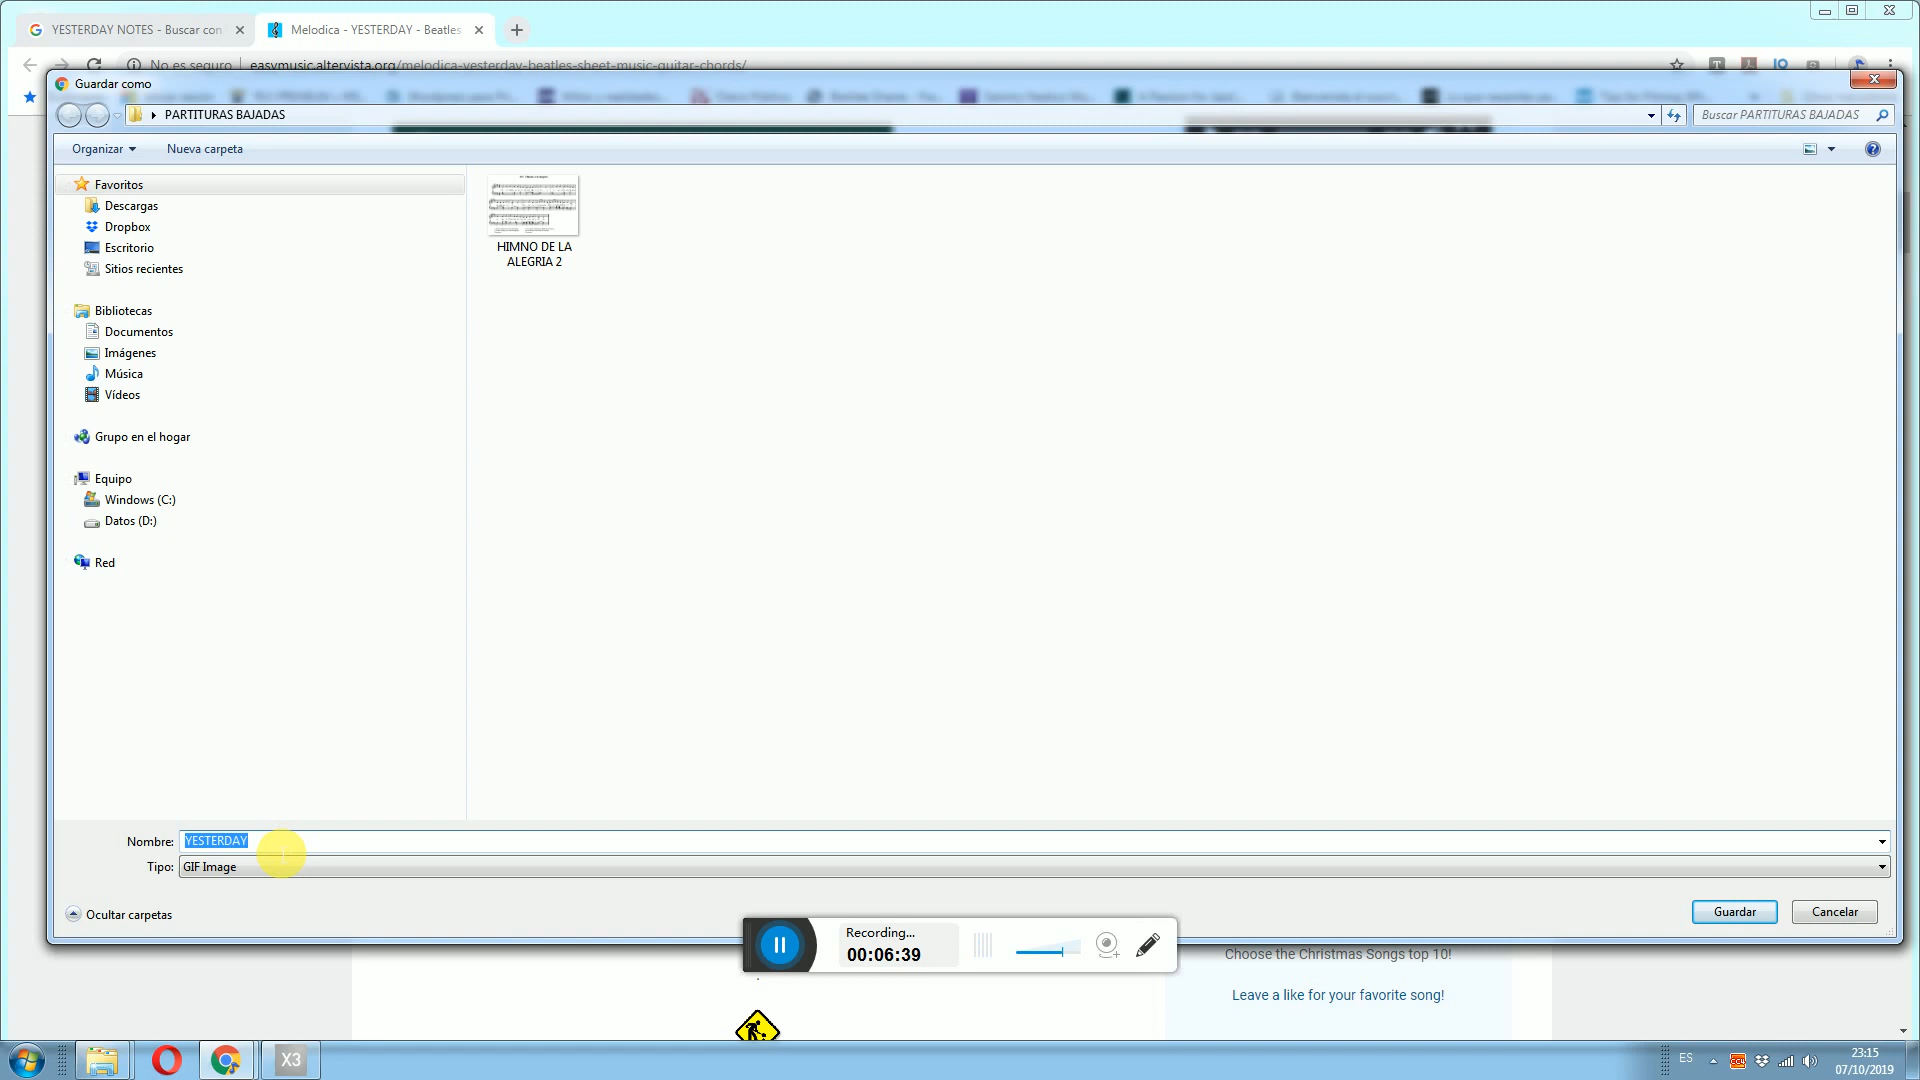 YESTERDAY NOTES - Buscar con
Melodica - YESTERDAY - Beatles
No es seguro | easymusic.altervista.org/melodica-yesterday-beatles-sheet-music-guitar-chords/
Guardar como
PARTITURAS BAJADAS
Buscar PARTITURAS BAJADAS
Organizar
Nueva carpeta
Favoritos
Descargas
Dropbox
Escritorio
Sitios recientes
Bibliotecas
Documentos
Imágenes
Música
Vídeos
Grupo en el hogar
Equipo
Windows (C:)
Datos (D:)
Red
HIMNO DE LA
ALEGRIA 2
Nombre: YESTERDAY
Tipo: GIF Image
Ocultar carpetas
Guardar
Cancelar
Recording...
00:06:39
Choose the Christmas Songs top 10!
Leave a like for your favorite song!
X3
ES
23:15
07/10/2019